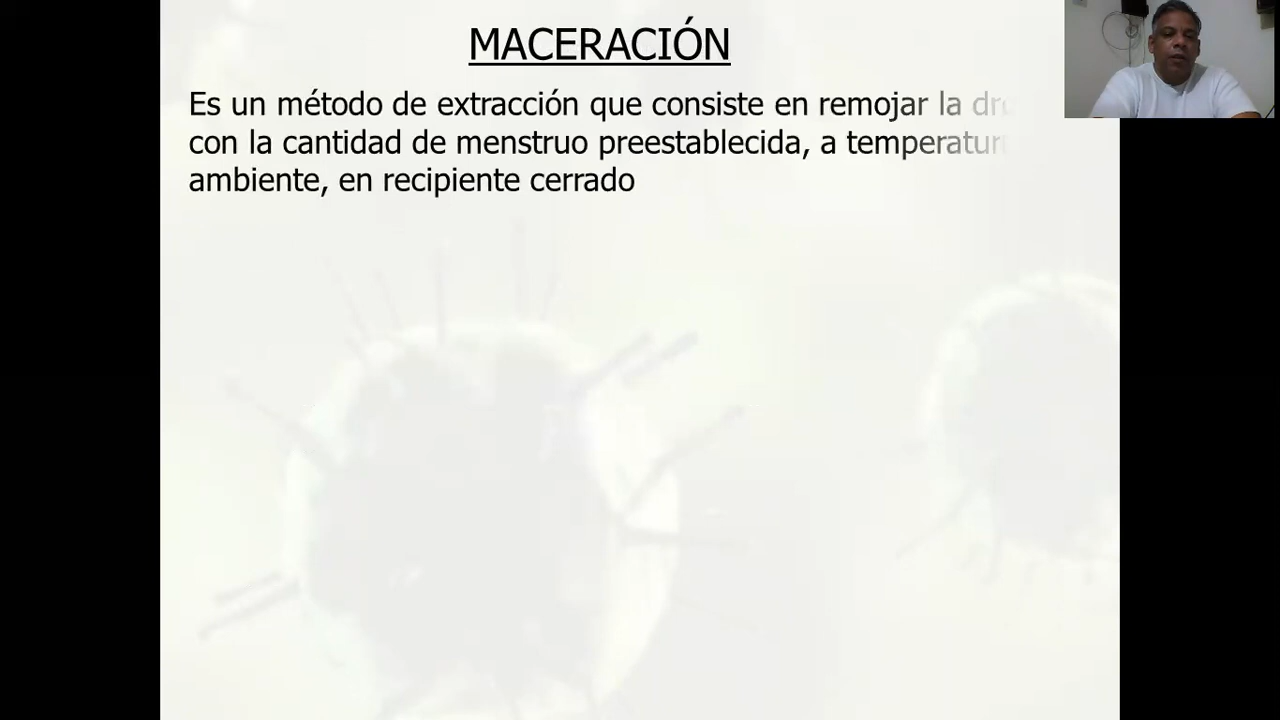 MACERACIÓN
Es un método de extracción que consiste en remojar la
con la cantidad de menstruo preestablecida, a temperatur
ambiente, en recipiente cerrado